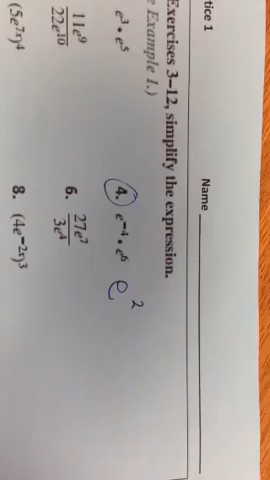 tice 1 Name
Exercises 3–12, simplify the expression.
e Example 1.)
e³ • e⁵ 4. e⁻⁴ • e⁶ e²
11e⁹/22e¹⁰ 6. 27e⁷/3e⁴
(5e⁷ˣ)⁴ 8. (4e⁻²ˣ)³